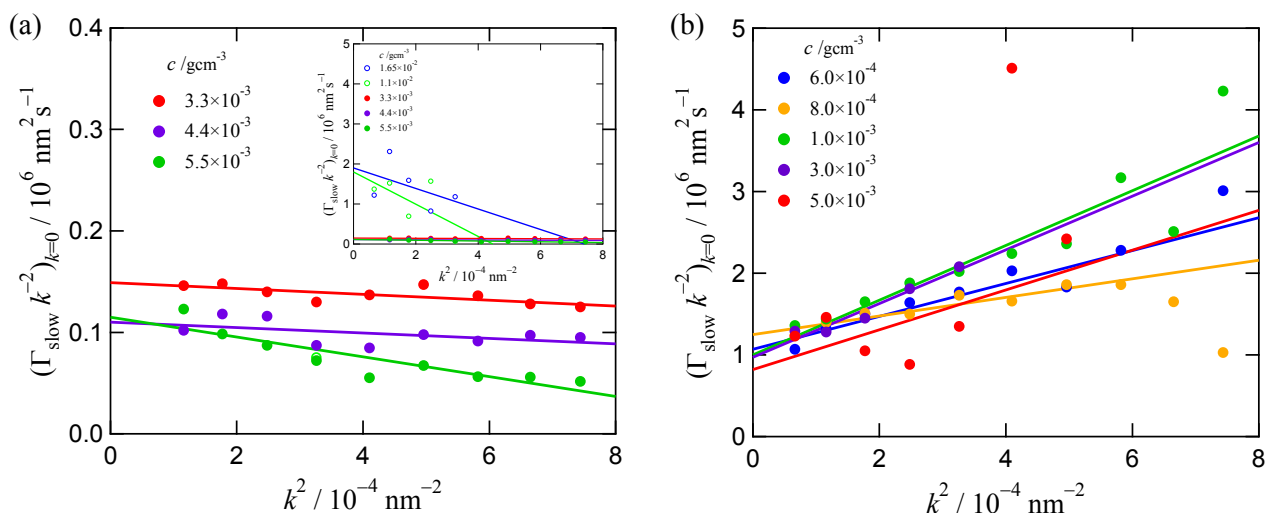 (a)
(Γslow k⁻²)k=0 / 10⁶ nm² s⁻¹
0.4
0.3
0.2
0.1
0.0
c /gcm⁻³
3.3×10⁻³
4.4×10⁻³
5.5×10⁻³
0 2 4 6 8
k² / 10⁻⁴ nm⁻²
(Γslow k⁻²)k=0 / 10⁶ nm² s⁻¹
5
4
3
2
1
0
c /gcm⁻³
1.65×10⁻²
1.1×10⁻²
3.3×10⁻³
4.4×10⁻³
5.5×10⁻³
0 2 4 6 8
k² / 10⁻⁴ nm⁻²
(b)
(Γslow k⁻²)k=0 / 10⁶ nm² s⁻¹
5
4
3
2
1
0
c /gcm⁻³
6.0×10⁻⁴
8.0×10⁻⁴
1.0×10⁻³
3.0×10⁻³
5.0×10⁻³
0 2 4 6 8
k² / 10⁻⁴ nm⁻²